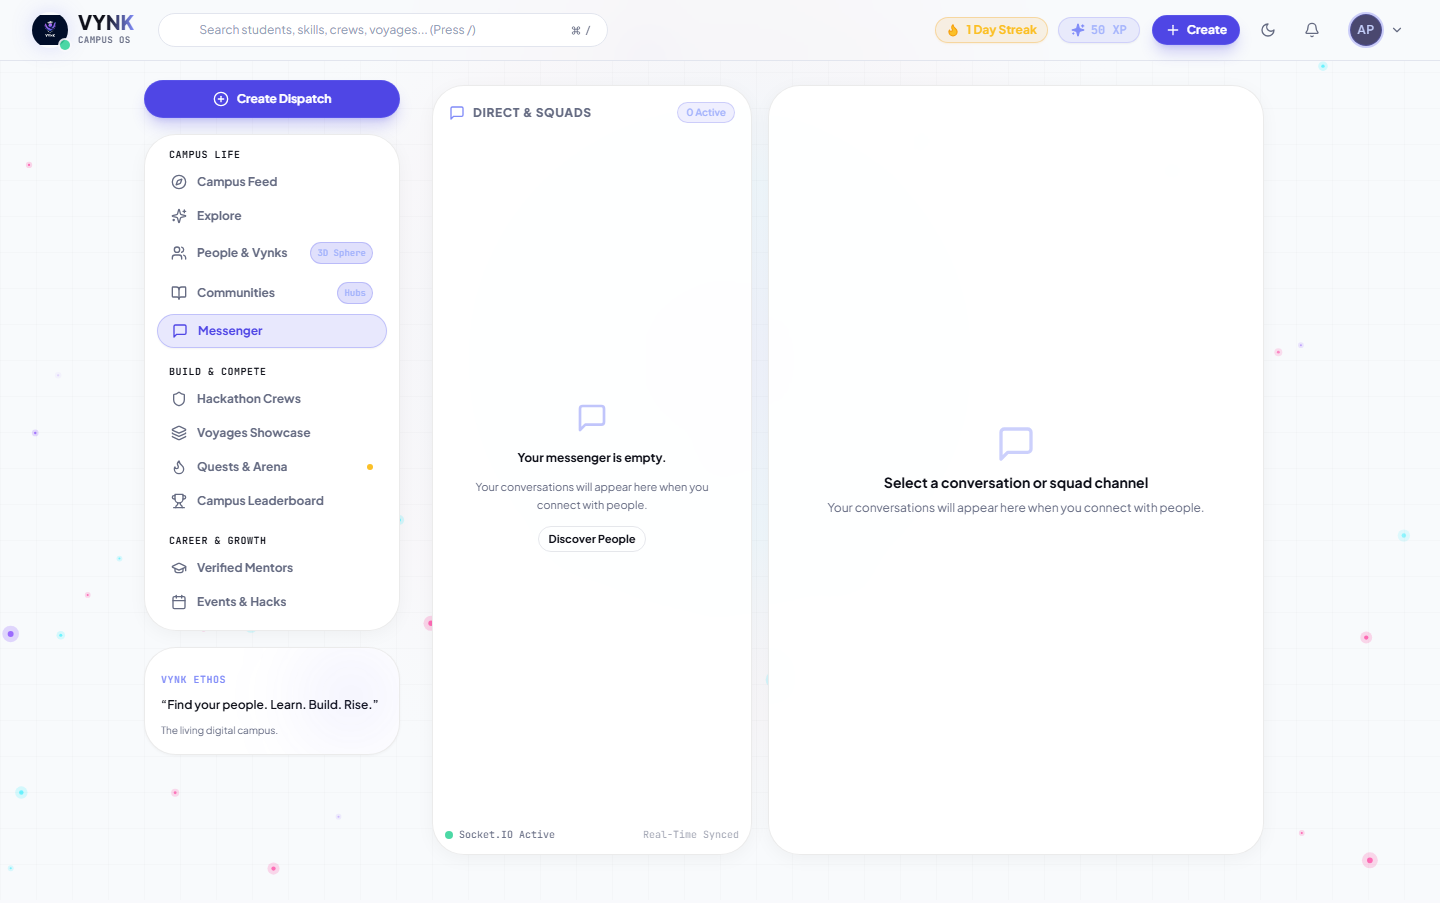 VYNK
CAMPUS OS
Search students, skills, crews, voyages... (Press /)
⌘ /
1 Day Streak
50 XP
Create
AP
Create Dispatch
CAMPUS LIFE
Campus Feed
Explore
People & Vynks
3D Sphere
Communities
Hubs
Messenger
BUILD & COMPETE
Hackathon Crews
Voyages Showcase
Quests & Arena
Campus Leaderboard
CAREER & GROWTH
Verified Mentors
Events & Hacks
VYNK ETHOS
“Find your people. Learn. Build. Rise.”
The living digital campus.
DIRECT & SQUADS
0 Active
Your messenger is empty.
Your conversations will appear here when you
connect with people.
Discover People
Socket.IO Active
Real-Time Synced
Select a conversation or squad channel
Your conversations will appear here when you connect with people.